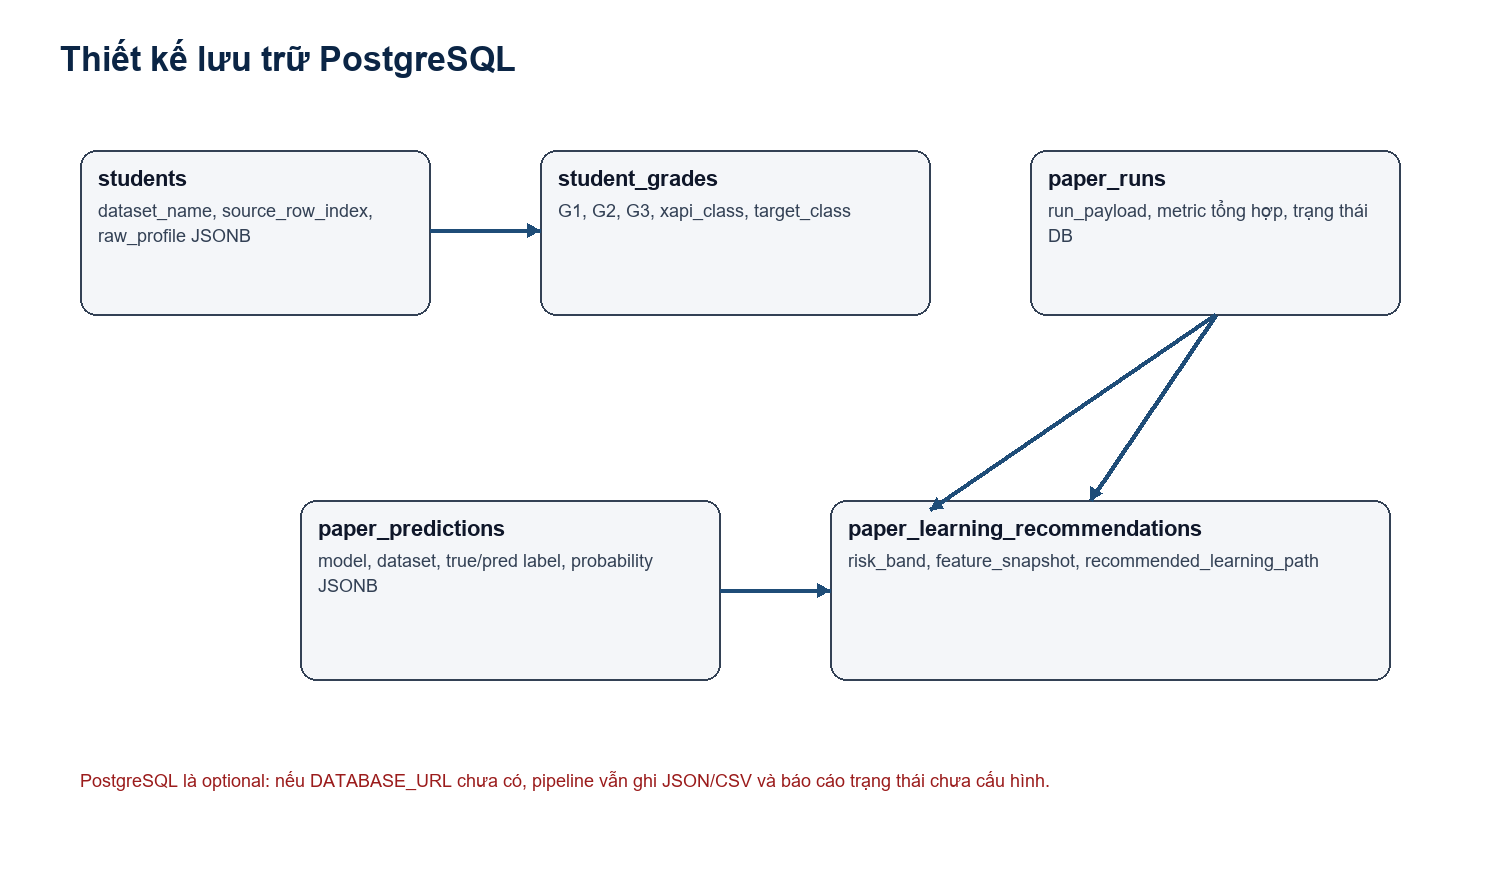 Thiết kế lưu trữ PostgreSQL
students
dataset_name, source_row_index,
raw_profile JSONB
student_grades
G1, G2, G3, xapi_class, target_class
paper_runs
run_payload, metric tổng hợp, trạng thái
DB
paper_predictions
model, dataset, true/pred label, probability
JSONB
paper_learning_recommendations
risk_band, feature_snapshot, recommended_learning_path
PostgreSQL là optional: nếu DATABASE_URL chưa có, pipeline vẫn ghi JSON/CSV và báo cáo trạng thái chưa cấu hình.